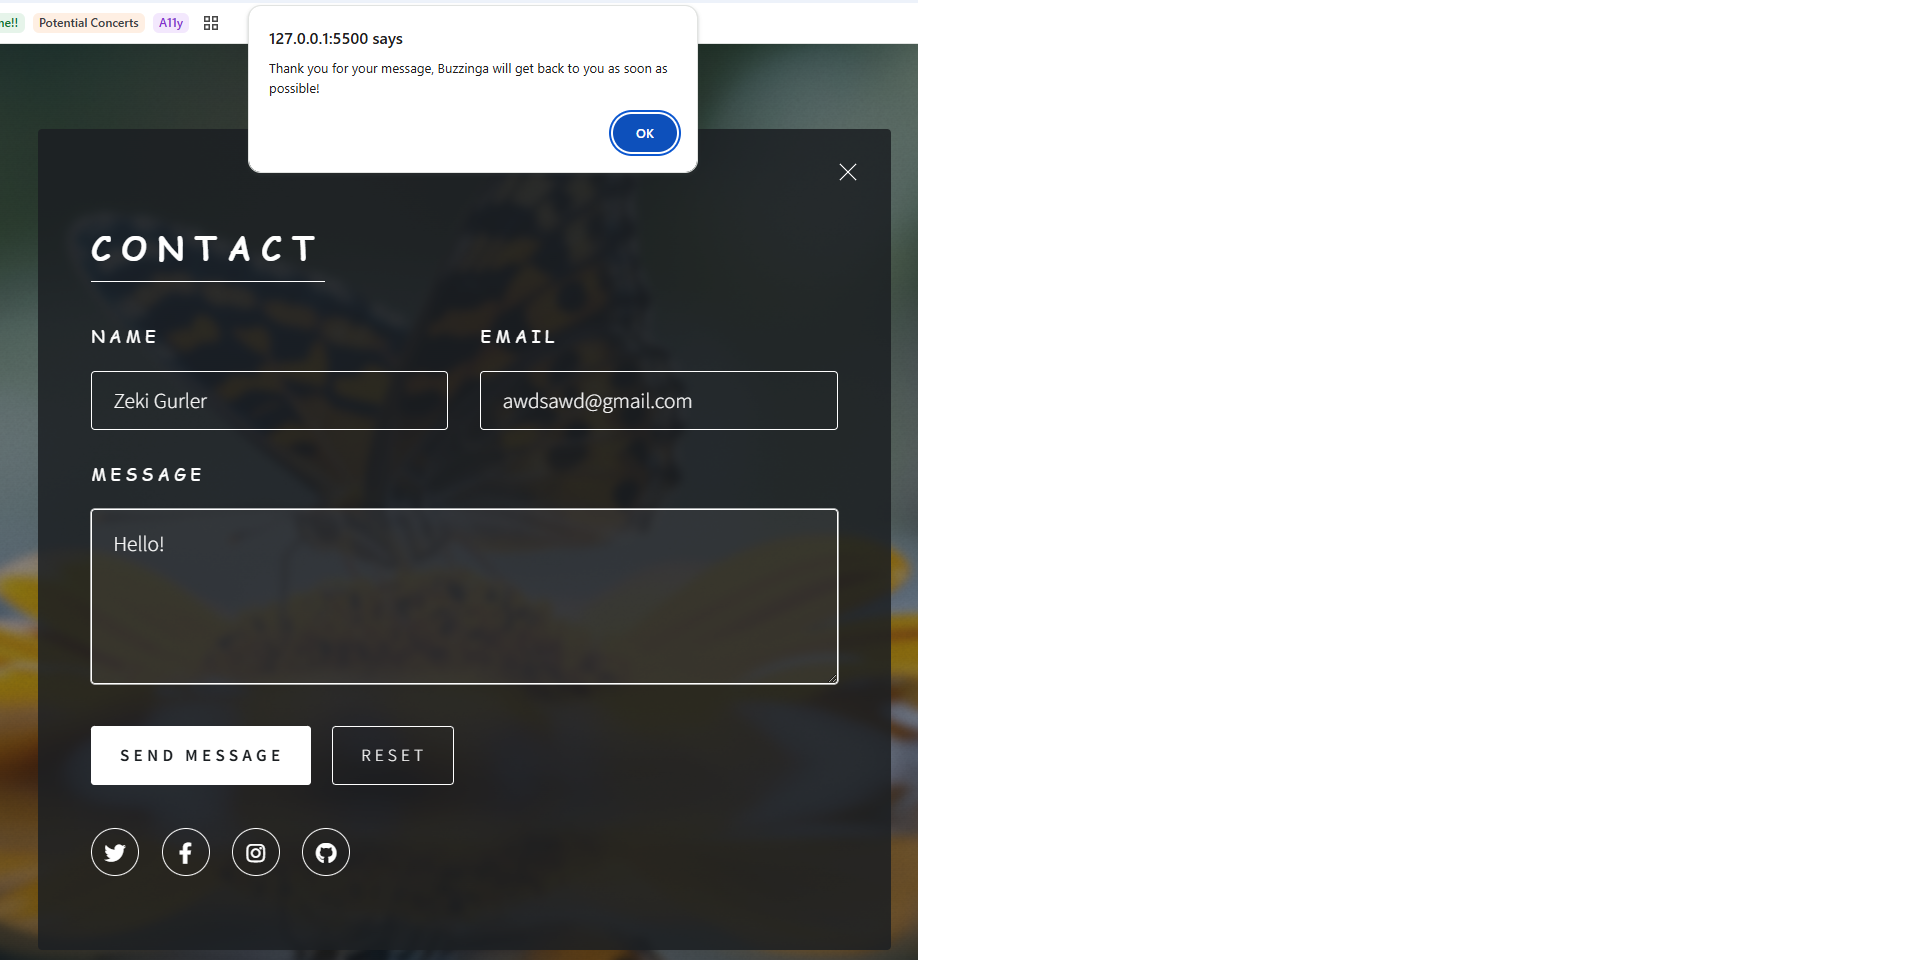 Potential Concerts
A11y
127.0.0.1:5500 says
Thank you for your message, Buzzinga will get back to you as soon as
possible!
OK
CONTACT
NAME
EMAIL
Zeki Gurler
awdsawd@gmail.com
MESSAGE
Hello!
SEND MESSAGE
RESET